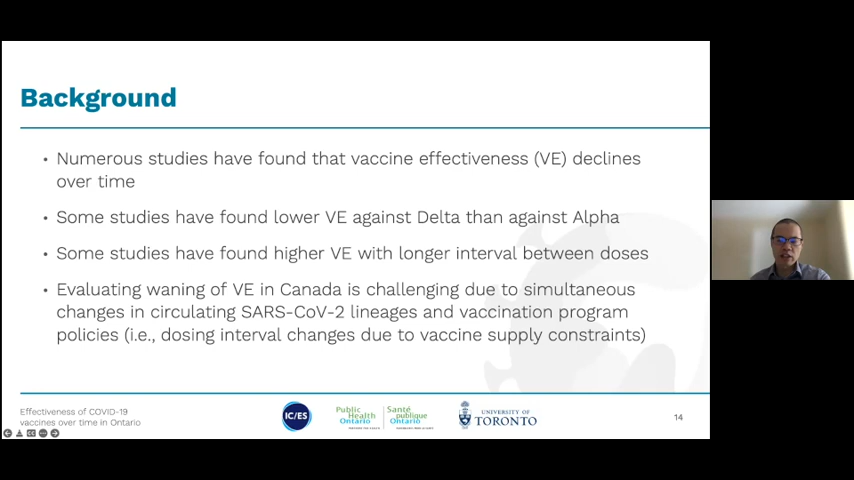 Background
• Numerous studies have found that vaccine effectiveness (VE) declines
over time
• Some studies have found lower VE against Delta than against Alpha
• Some studies have found higher VE with longer interval between doses
• Evaluating waning of VE in Canada is challenging due to simultaneous
changes in circulating SARS-CoV-2 lineages and vaccination program
policies (i.e., dosing interval changes due to vaccine supply constraints)
Effectiveness of COVID-19
vaccines over time in Ontario
IC/ES
Public
Health
Ontario
Santé
publique
Ontario
UNIVERSITY OF
TORONTO
14